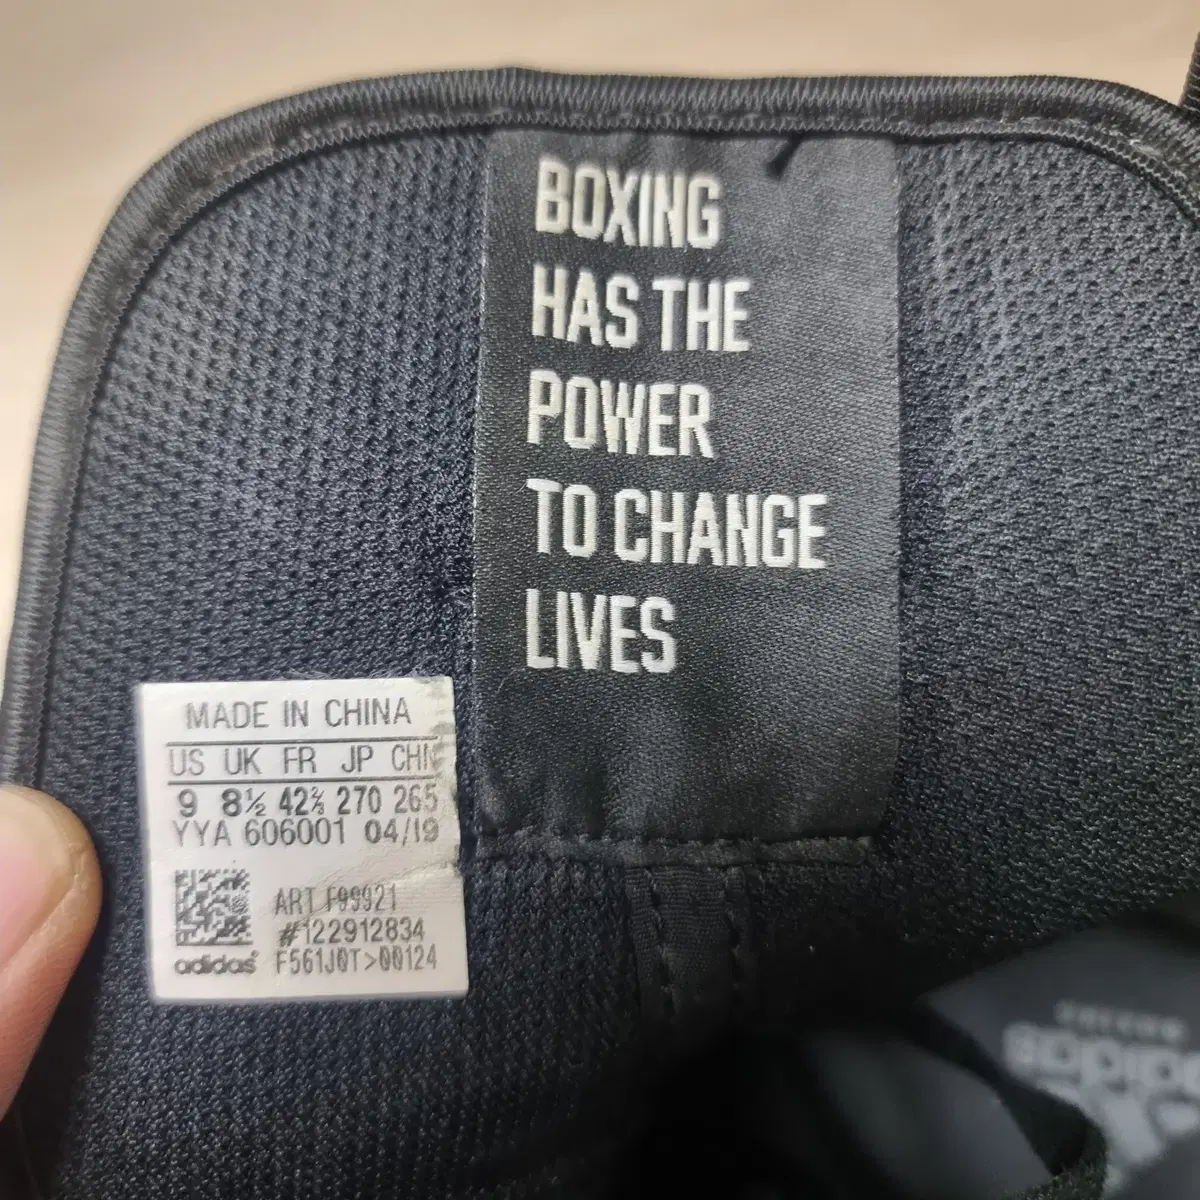 BOXING
HAS THE
POWER
TO CHANGE
LIVES
MADE IN CHINA
US UK FR JP CHN
9 8½ 42⅔ 270 265
YYA 606001 04/19
ART F99921
#122912834
adidas F561J0T>00124
adidas